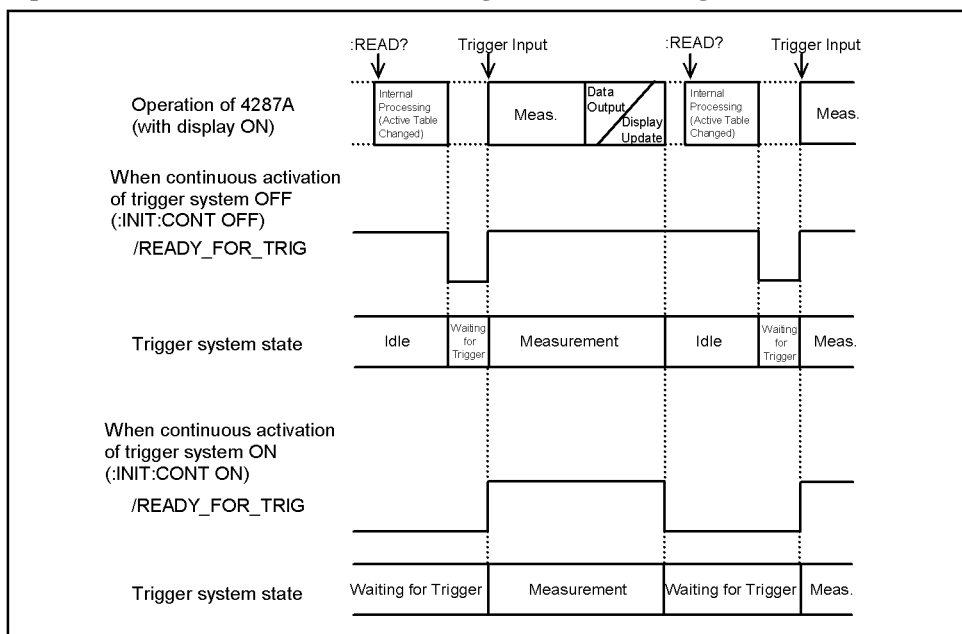 :READ?
Trigger Input
:READ?
Trigger Input
Operation of 4287A
(with display ON)
Internal
Processing
(Active Table
Changed)
Meas.
Data
Output
Display
Update
Internal
Processing
(Active Table
Changed)
Meas.
When continuous activation
of trigger system OFF
(:INIT:CONT OFF)
/READY_FOR_TRIG
Trigger system state
Idle
Waiting
for
Trigger
Measurement
Idle
Waiting
for
Trigger
Meas.
When continuous activation
of trigger system ON
(:INIT:CONT ON)
/READY_FOR_TRIG
Trigger system state
Waiting for Trigger
Measurement
Waiting for Trigger
Meas.